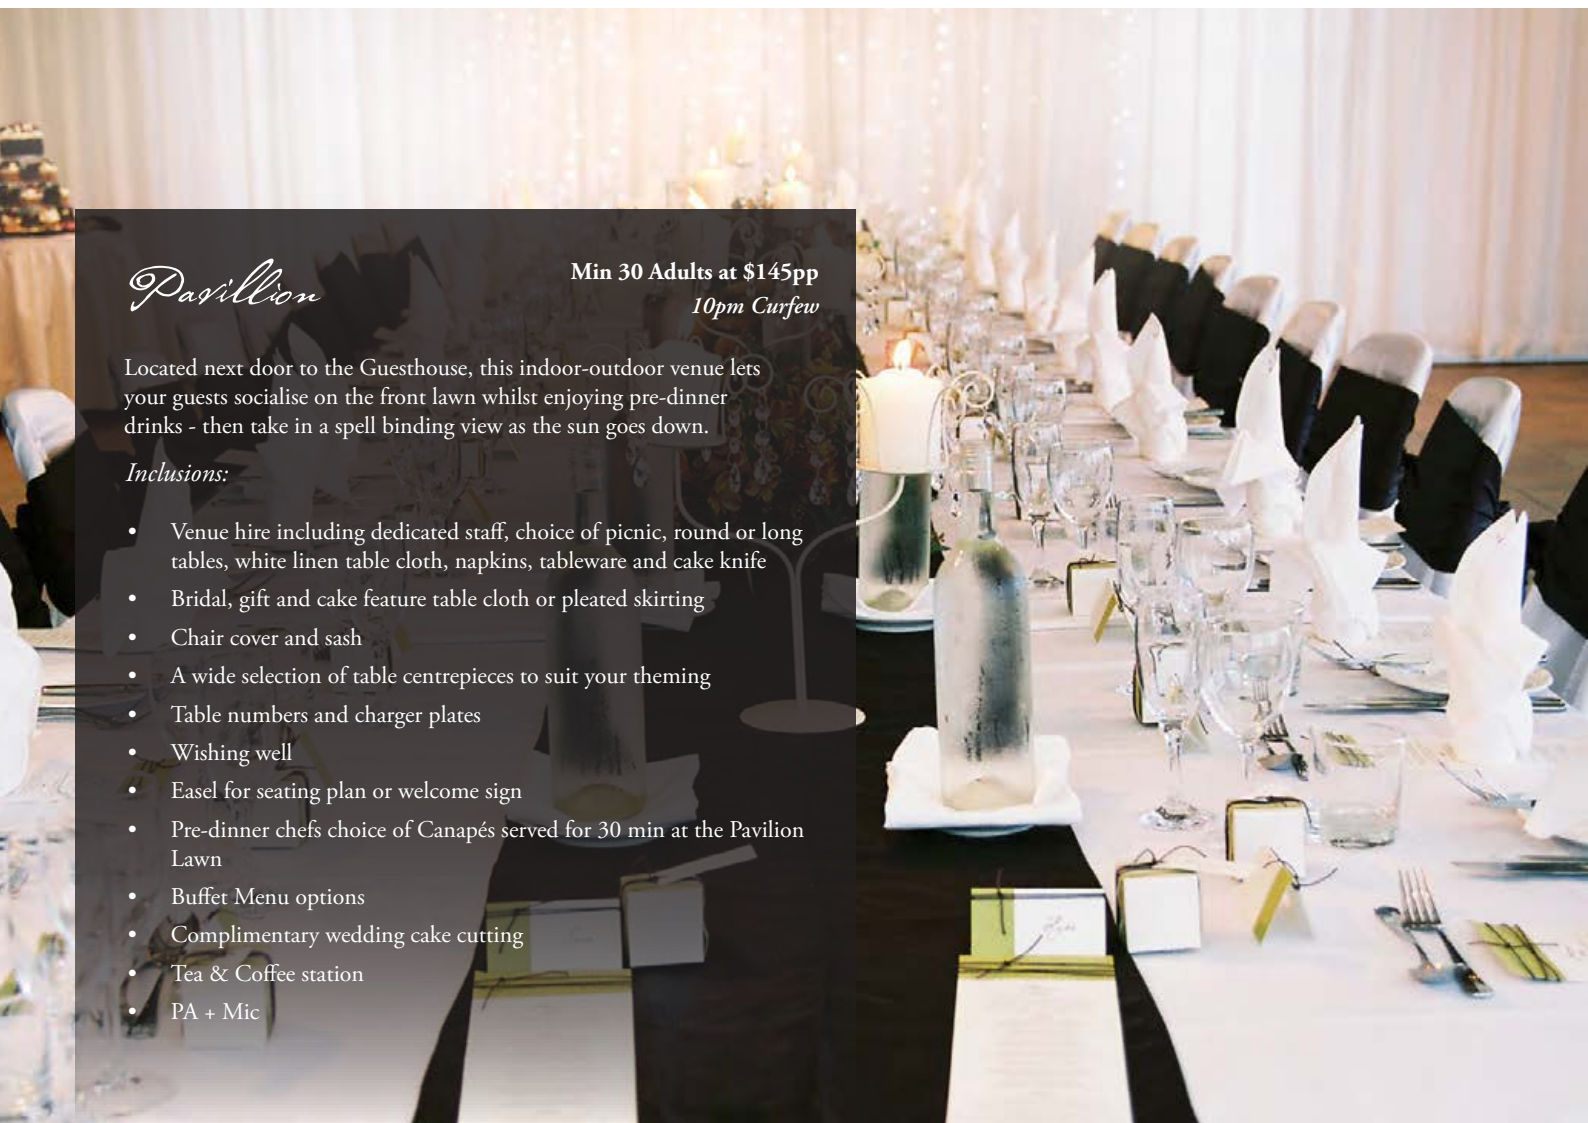 Pavillion
Min 30 Adults at $145pp
10pm Curfew
Located next door to the Guesthouse, this indoor-outdoor venue lets
your guests socialise on the front lawn whilst enjoying pre-dinner
drinks - then take in a spell binding view as the sun goes down.
Inclusions:
• Venue hire including dedicated staff, choice of picnic, round or long
tables, white linen table cloth, napkins, tableware and cake knife
• Bridal, gift and cake feature table cloth or pleated skirting
• Chair cover and sash
• A wide selection of table centrepieces to suit your theming
• Table numbers and charger plates
• Wishing well
• Easel for seating plan or welcome sign
• Pre-dinner chefs choice of Canapés served for 30 min at the Pavilion
Lawn
• Buffet Menu options
• Complimentary wedding cake cutting
• Tea & Coffee station
• PA + Mic